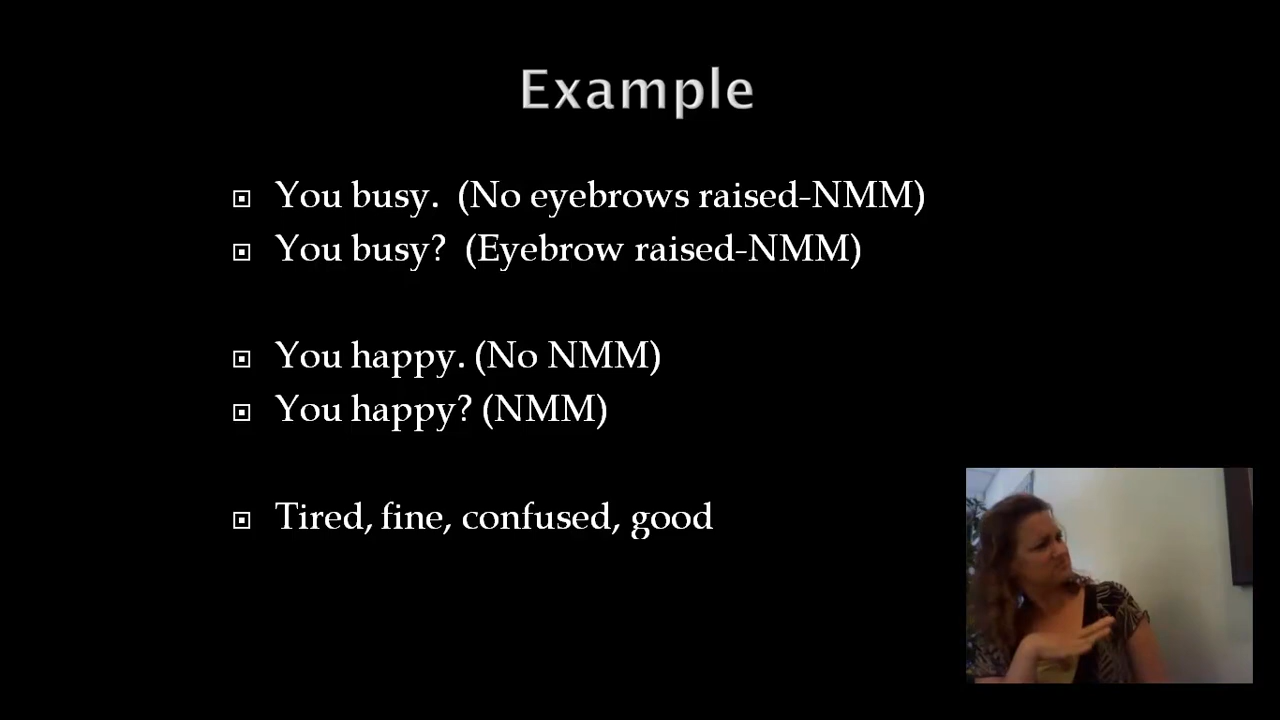 Example
You busy.  (No eyebrows raised-NMM)
You busy?  (Eyebrow raised-NMM)
You happy. (No NMM)
You happy? (NMM)
Tired, fine, confused, good